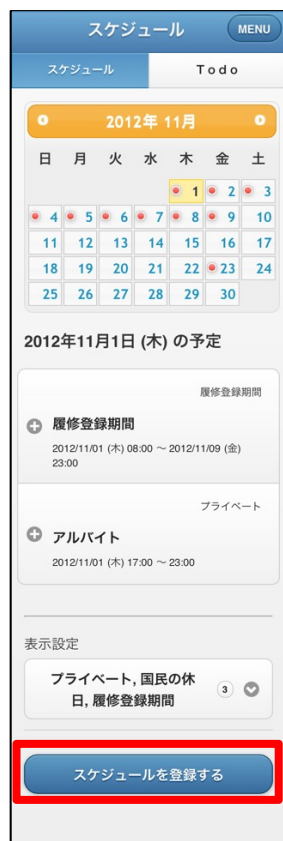 スケジュール
MENU
スケジュール Todo
2012年 11月
日 月 火 水 木 金 土
1 2 3
4 5 6 7 8 9 10
11 12 13 14 15 16 17
18 19 20 21 22 23 24
25 26 27 28 29 30
2012年11月1日 (木) の予定
履修登録期間
履修登録期間
2012/11/01 (木) 08:00 ～ 2012/11/09 (金)
23:00
プライベート
アルバイト
2012/11/01 (木) 17:00 ～ 23:00
表示設定
プライベート, 国民の休
日, 履修登録期間
3
スケジュールを登録する